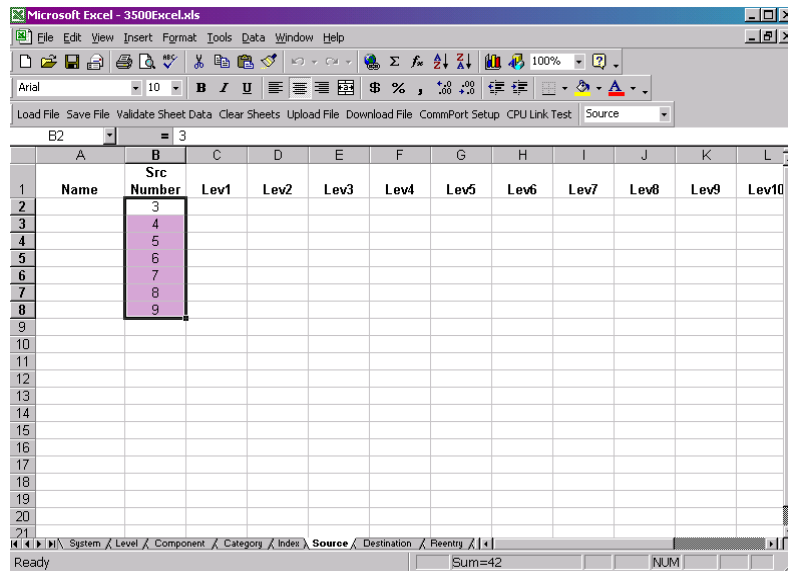 Microsoft Excel - 3500Excel.xls
File Edit View Insert Format Tools Data Window Help
100%
Arial 10 B I U $ % ,
Load File Save File Validate Sheet Data Clear Sheets Upload File Download File CommPort Setup CPU Link Test Source
B2 = 3
A B C D E F G H I J K L
1 Name Src Number Lev1 Lev2 Lev3 Lev4 Lev5 Lev6 Lev7 Lev8 Lev9 Lev10
2 3
3 4
4 5
5 6
6 7
7 8
8 9
9
10
11
12
13
14
15
16
17
18
19
20
21
System Level Component Category Index Source Destination Reentry
Ready Sum=42 NUM